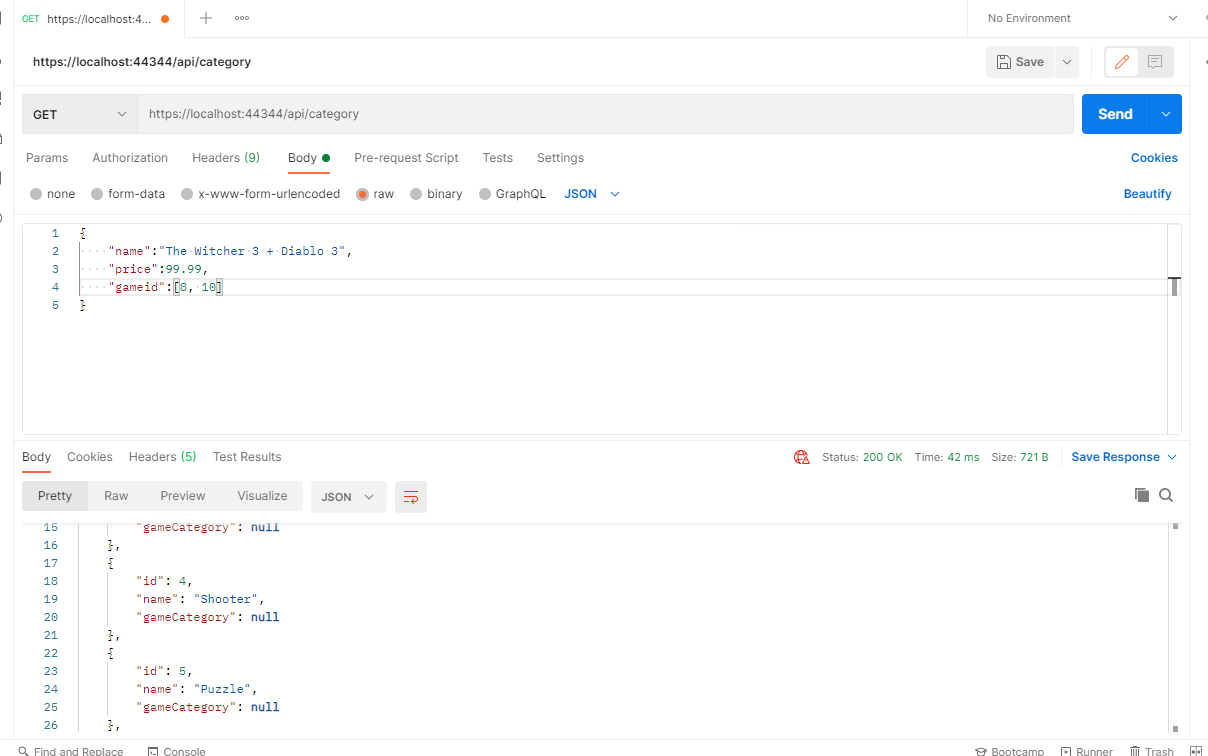 GET https://localhost:4... + ooo No Environment
https://localhost:44344/api/category Save
GET https://localhost:44344/api/category Send
Params Authorization Headers (9) Body Pre-request Script Tests Settings Cookies
none form-data x-www-form-urlencoded raw binary GraphQL JSON Beautify
1 {
2 ····"name":"The·Witcher·3·+·Diablo·3",
3 ····"price":99.99,
4 ····"gameid":[8,·10]
5 }
Body Cookies Headers (5) Test Results Status: 200 OK Time: 42 ms Size: 721 B Save Response
Pretty Raw Preview Visualize JSON
15 "gameCategory": null
16 },
17 {
18 "id": 4,
19 "name": "Shooter",
20 "gameCategory": null
21 },
22 {
23 "id": 5,
24 "name": "Puzzle",
25 "gameCategory": null
26 },
Find and Replace Console Bootcamp Runner Trash